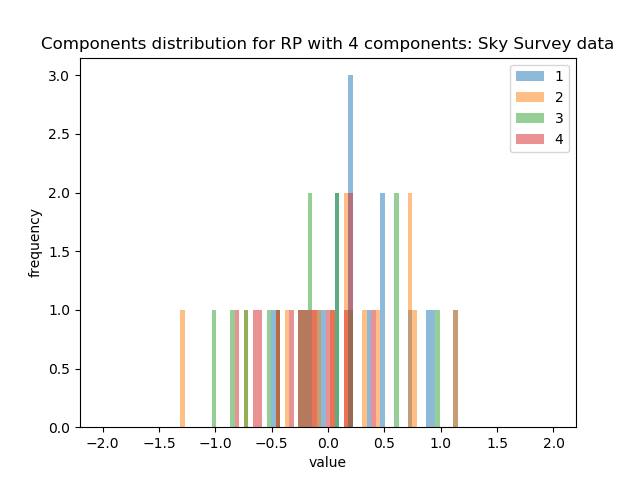 Components distribution for RP with 4 components: Sky Survey data
1
2
3
4
3.0
2.5
2.0
1.5
1.0
0.5
0.0
frequency
−2.0 −1.5 −1.0 −0.5 0.0 0.5 1.0 1.5 2.0
value